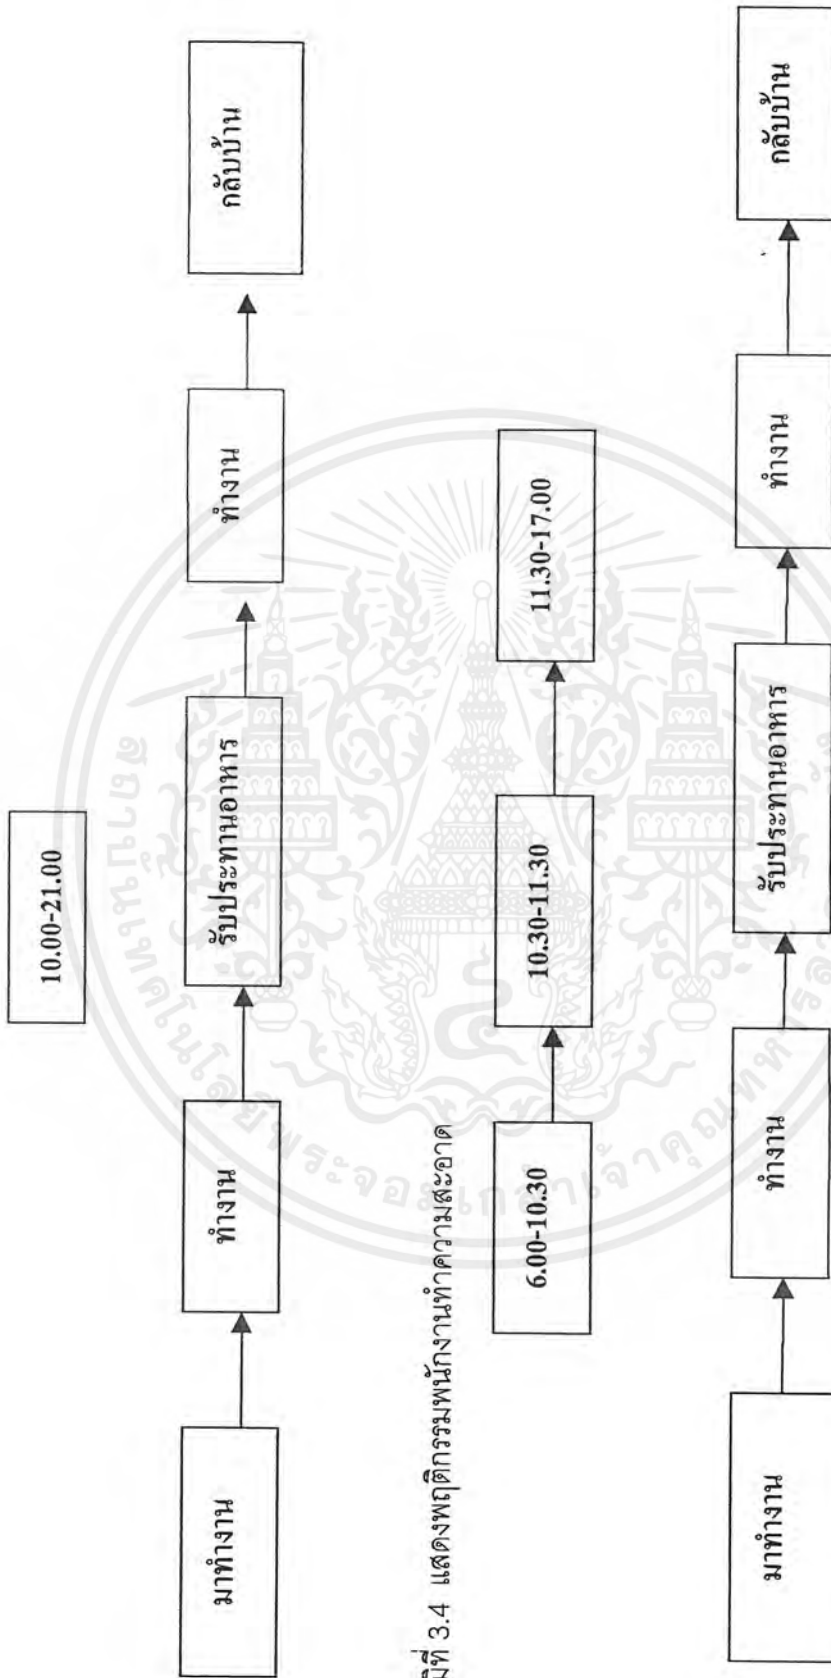 10.00-21.00
มาทำงาน ทำงาน รับประทานอาหาร ทำงาน กลับบ้าน
3.4 แสดงพฤติกรรมพนักงานทำความสะอาด
6.00-10.30 10.30-11.30 11.30-17.00
มาทำงาน ทำงาน รับประทานอาหาร ทำงาน กลับบ้าน